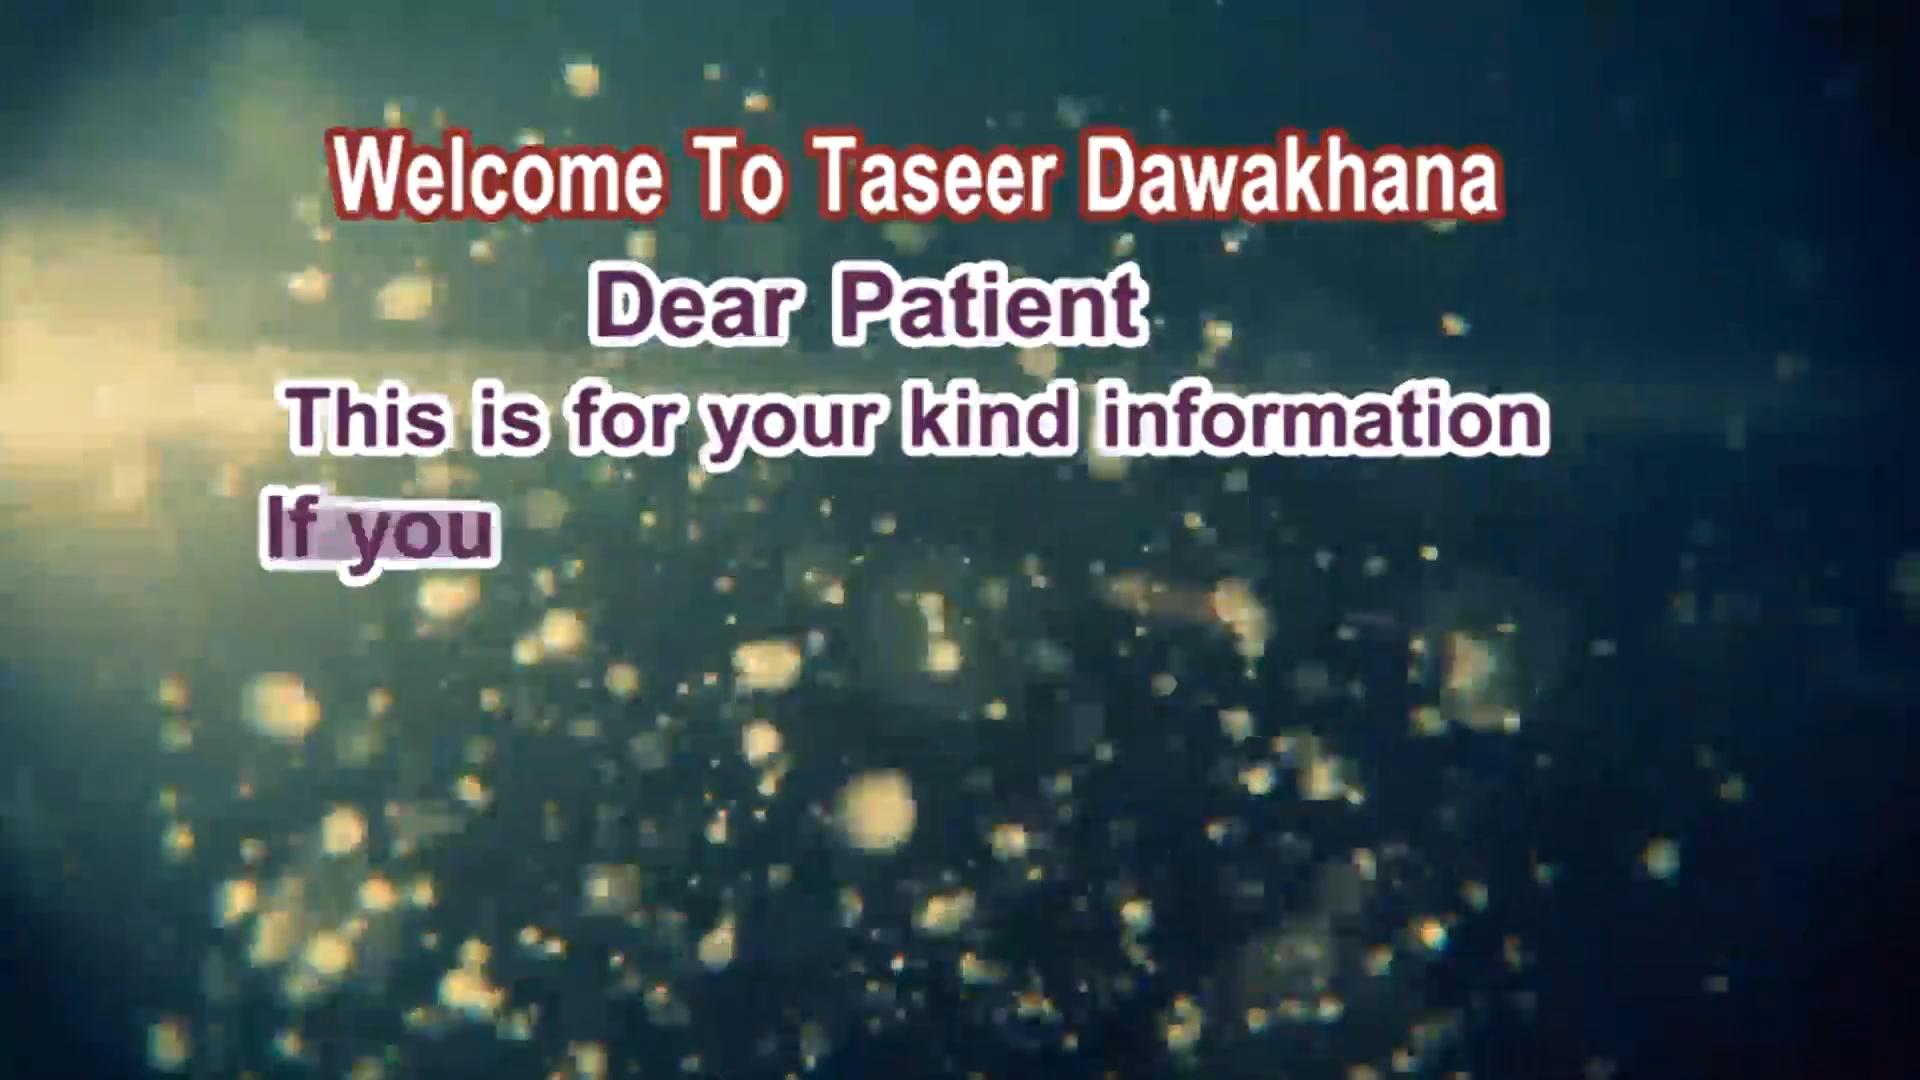 Welcome To Taseer Dawakhana
Dear Patient
This is for your kind information
If you